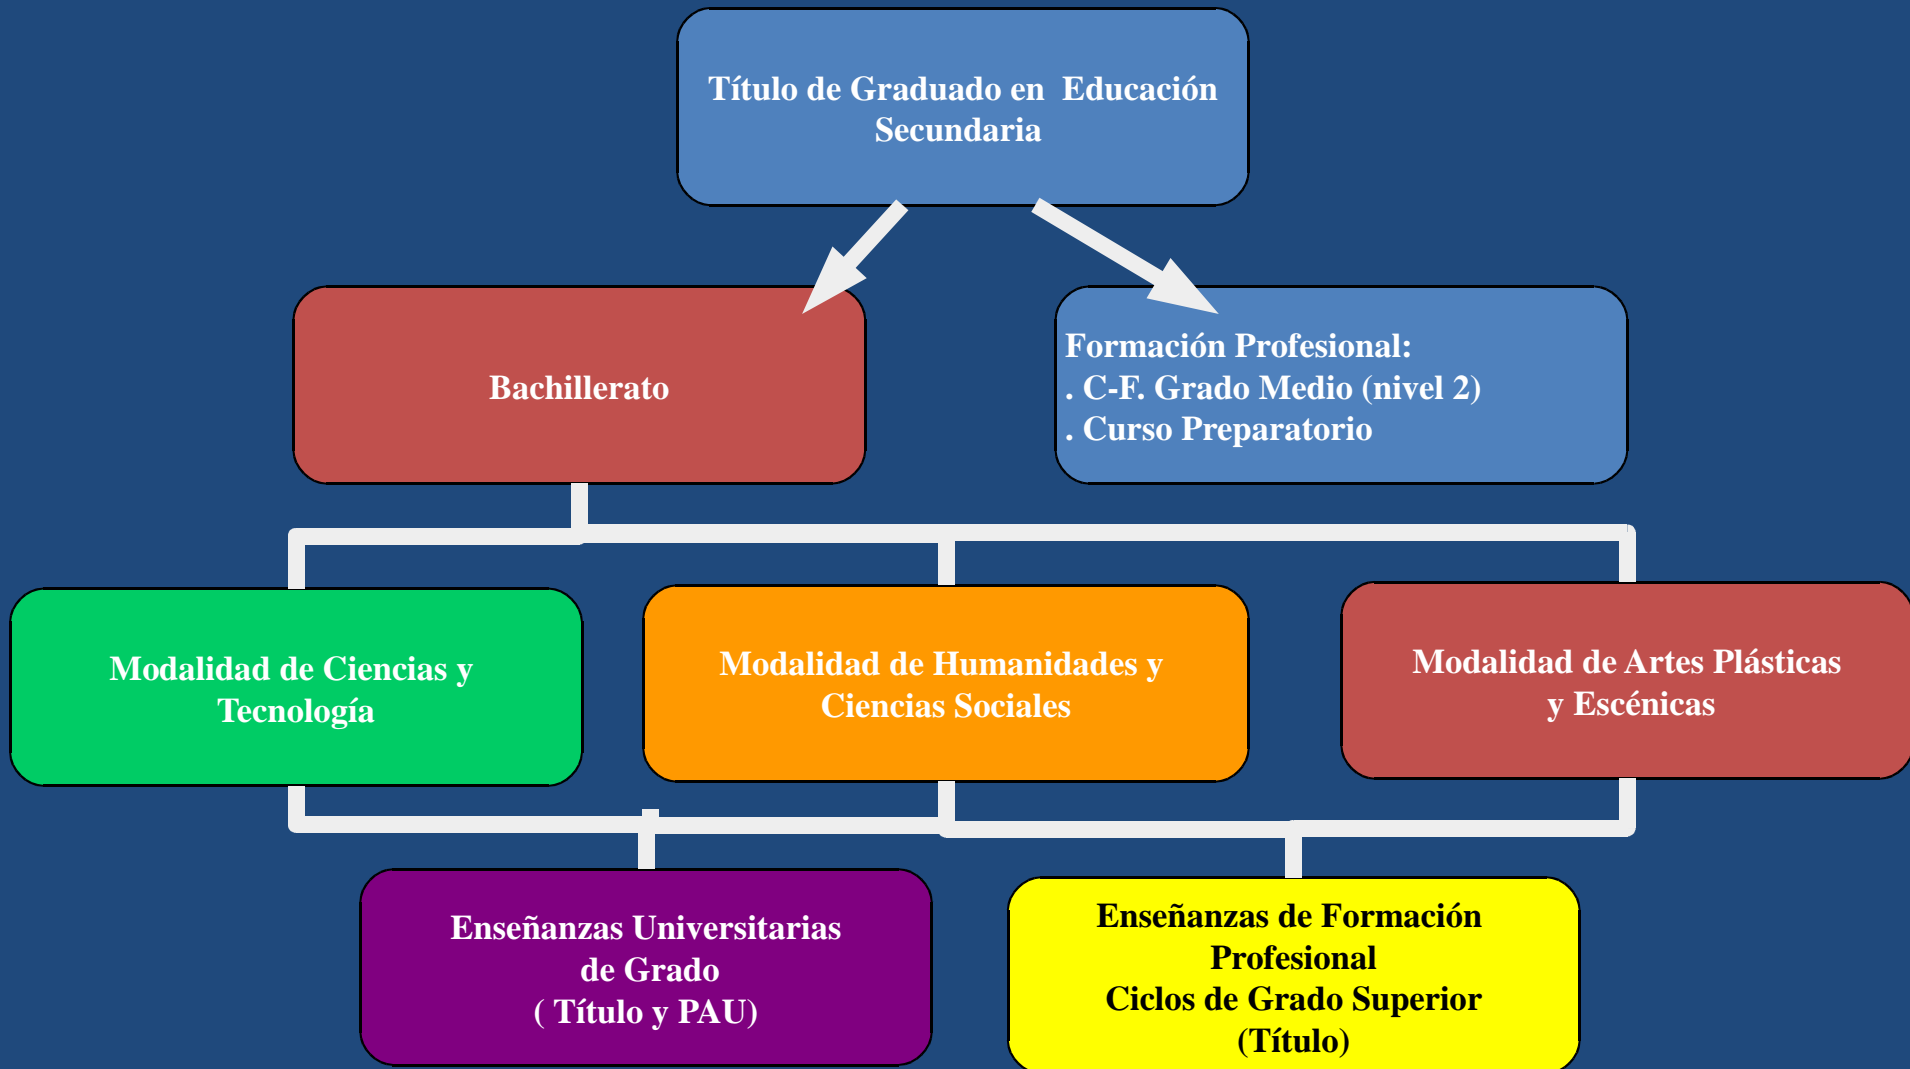 Título de Graduado en  Educación
Secundaria
Bachillerato
Formación Profesional:
. C-F. Grado Medio (nivel 2)
. Curso Preparatorio
Modalidad de Ciencias y
Tecnología
Modalidad de Humanidades y
Ciencias Sociales
Modalidad de Artes Plásticas
y Escénicas
Enseñanzas Universitarias
de Grado
( Título y PAU)
Enseñanzas de Formación
Profesional
Ciclos de Grado Superior
(Título)